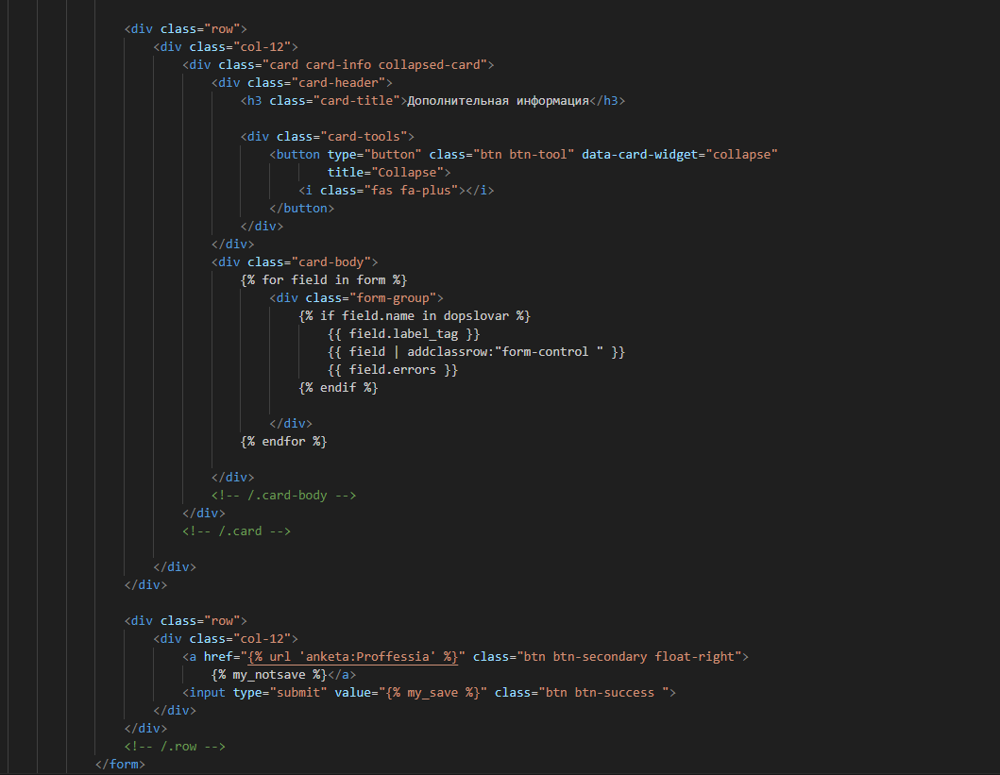 <div class="row">
<div class="col-12">
<div class="card card-info collapsed-card">
<div class="card-header">
<h3 class="card-title">Дополнительная информация</h3>
<div class="card-tools">
<button type="button" class="btn btn-tool" data-card-widget="collapse"
title="Collapse">
<i class="fas fa-plus"></i>
</button>
</div>
</div>
<div class="card-body">
{% for field in form %}
<div class="form-group">
{% if field.name in dopslovar %}
{{ field.label_tag }}
{{ field | addclassrow:"form-control " }}
{{ field.errors }}
{% endif %}
</div>
{% endfor %}
</div>
<!-- /.card-body -->
</div>
<!-- /.card -->
</div>
</div>
<div class="row">
<div class="col-12">
<a href="{% url 'anketa:Proffessia' %}" class="btn btn-secondary float-right">
{% my_notsave %}</a>
<input type="submit" value="{% my_save %}" class="btn btn-success ">
</div>
</div>
<!-- /.row -->
</form>